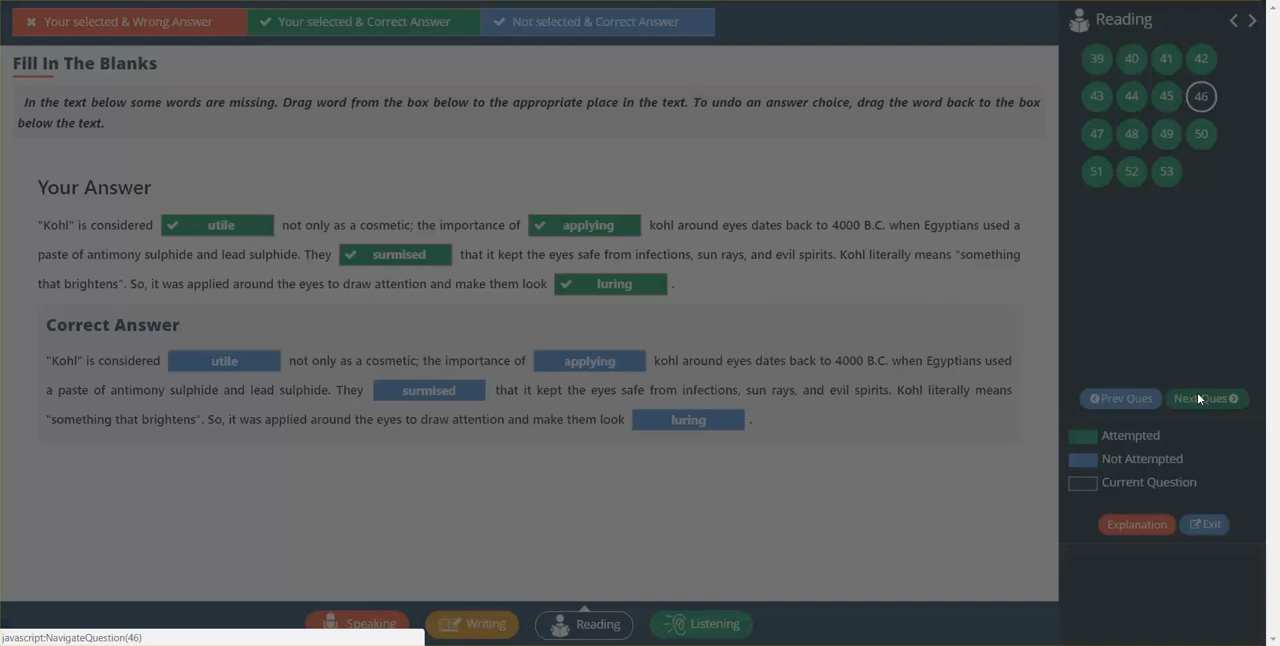 Your selected & Wrong Answer Your selected & Correct Answer Not selected & Correct Answer
Reading
Fill In The Blanks
In the text below some words are missing. Drag word from the box below to the appropriate place in the text. To undo an answer choice, drag the word back to the box
below the text.
39 40 41 42
43 44 45 46
47 48 49 50
51 52 53
Your Answer
"Kohl" is considered utile not only as a cosmetic; the importance of applying kohl around eyes dates back to 4000 B.C. when Egyptians used a
paste of antimony sulphide and lead sulphide. They surmised that it kept the eyes safe from infections, sun rays, and evil spirits. Kohl literally means "something
that brightens". So, it was applied around the eyes to draw attention and make them look luring .
Correct Answer
"Kohl" is considered utile not only as a cosmetic; the importance of applying kohl around eyes dates back to 4000 B.C. when Egyptians used
a paste of antimony sulphide and lead sulphide. They surmised that it kept the eyes safe from infections, sun rays, and evil spirits. Kohl literally means
"something that brightens". So, it was applied around the eyes to draw attention and make them look luring .
Prev Ques Next Ques
Attempted
Not Attempted
Current Question
Explanation Exit
Speaking Writing Reading Listening
javascript:NavigateQuestion(46)